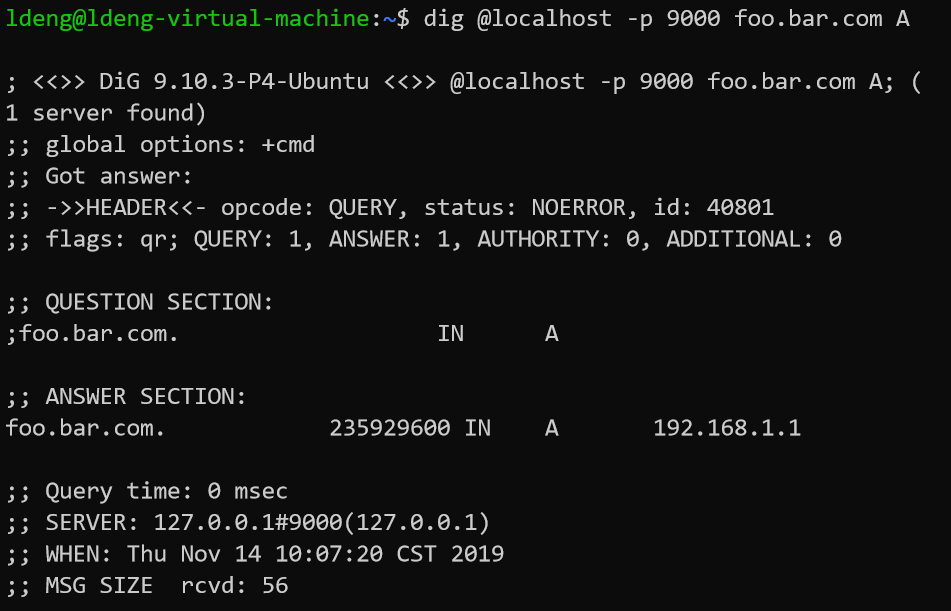 ldeng@ldeng-virtual-machine:~$ dig @localhost -p 9000 foo.bar.com A
; <<>> DiG 9.10.3-P4-Ubuntu <<>> @localhost -p 9000 foo.bar.com A; (
1 server found)
;; global options: +cmd
;; Got answer:
;; ->>HEADER<<- opcode: QUERY, status: NOERROR, id: 40801
;; flags: qr; QUERY: 1, ANSWER: 1, AUTHORITY: 0, ADDITIONAL: 0
;; QUESTION SECTION:
;foo.bar.com. IN A
;; ANSWER SECTION:
foo.bar.com. 235929600 IN A 192.168.1.1
;; Query time: 0 msec
;; SERVER: 127.0.0.1#9000(127.0.0.1)
;; WHEN: Thu Nov 14 10:07:20 CST 2019
;; MSG SIZE  rcvd: 56